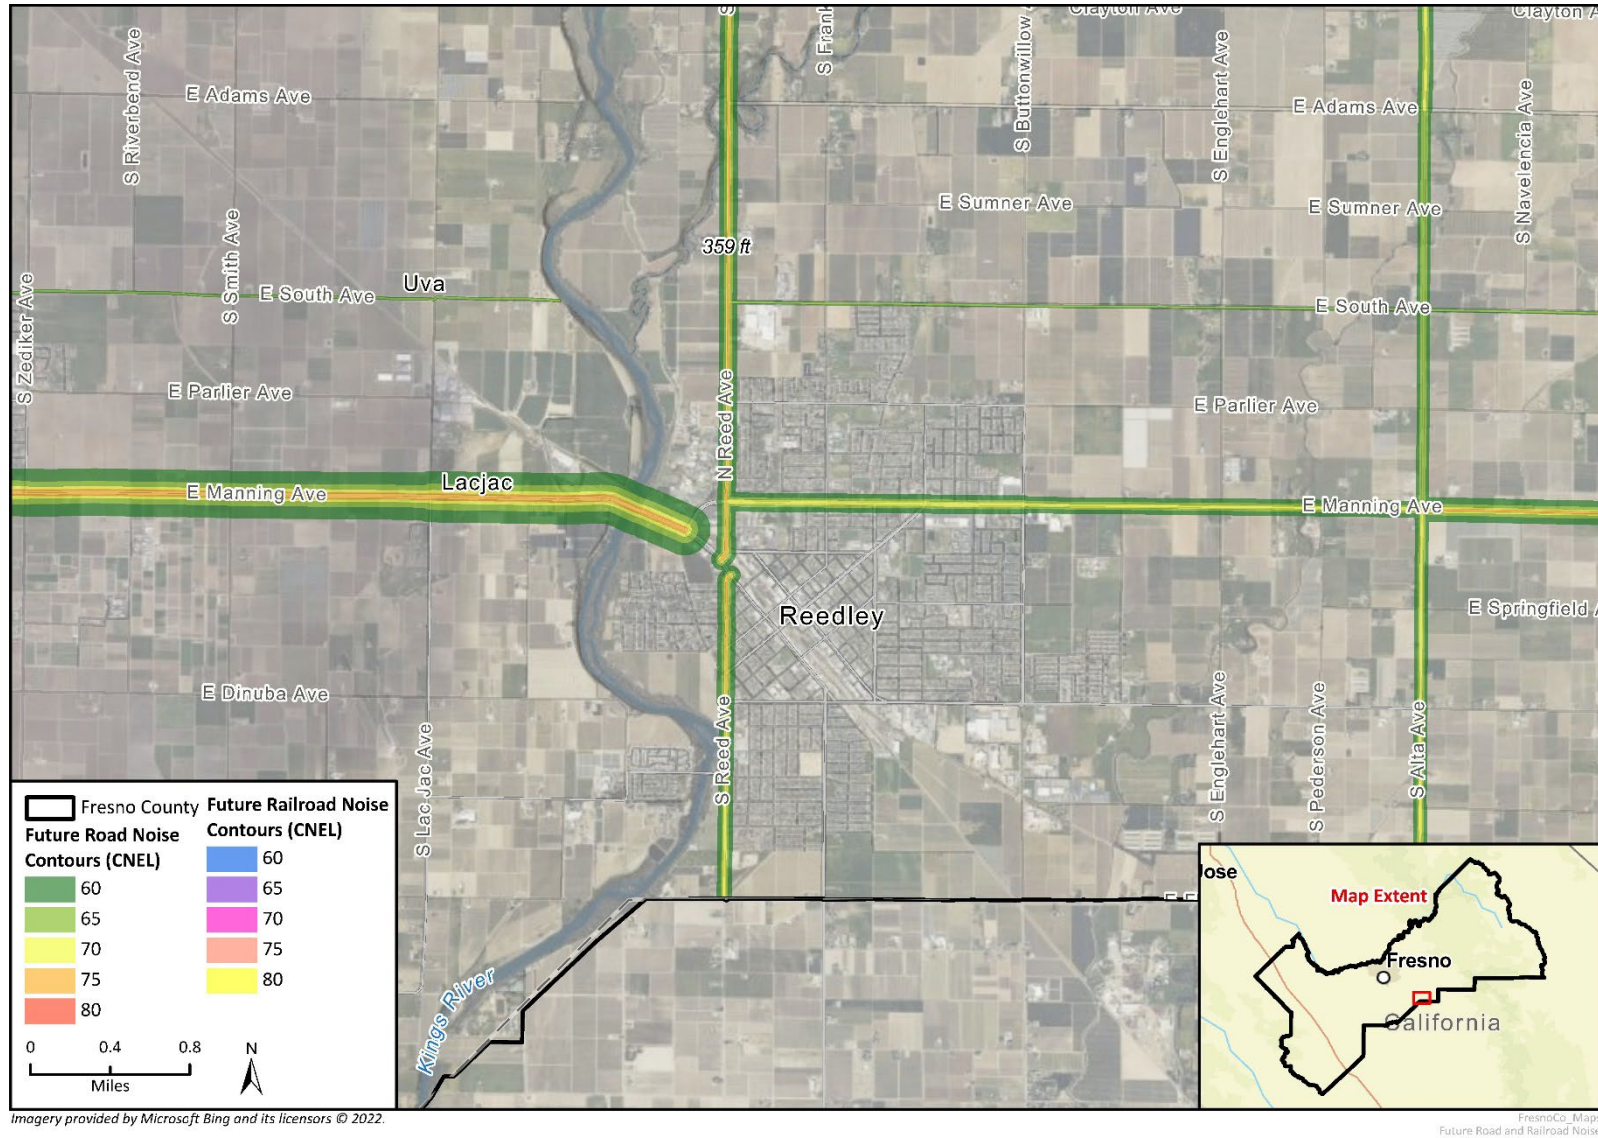 Clayton Ave
Clayton A
S Riverbend Ave
S Frank
S Buttonwillow
S Englehart Ave
S Navelencia Ave
E Adams Ave
E Adams Ave
E Sumner Ave
E Sumner Ave
S Smith Ave
359 ft
Uva
E South Ave
E South Ave
S Zediker Ave
E Parlier Ave
E Parlier Ave
N Reed Ave
Lacjac
E Manning Ave
E Manning Ave
Reedley
E Springfield A
E Dinuba Ave
S Lac Jac Ave
S Reed Ave
S Englehart Ave
S Pederson Ave
S Alta Ave
Kings River
Fresno County
Future Road Noise
Contours (CNEL)
60
65
70
75
80
Future Railroad Noise
Contours (CNEL)
60
65
70
75
80
0 0.4 0.8
Miles
N
Jose
Map Extent
Fresno
California
Imagery provided by Microsoft Bing and its licensors © 2022.
FresnoCo_Maps
Future Road and Railroad Noise